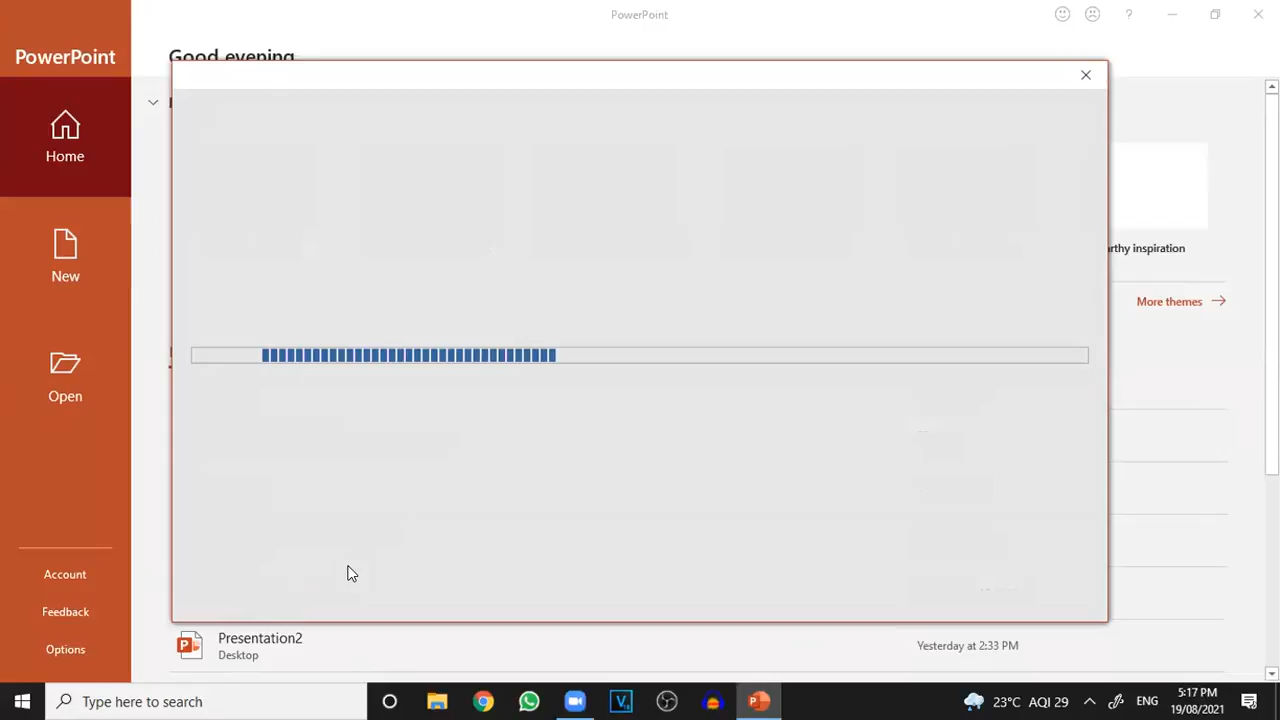 PowerPoint
?
PowerPoint
Good evening
Home
New
arthy inspiration
More themes
Open
Account
Feedback
Options
Presentation2
Desktop
Yesterday at 2:33 PM
Type here to search
23°C AQI 29
ENG
5:17 PM
19/08/2021